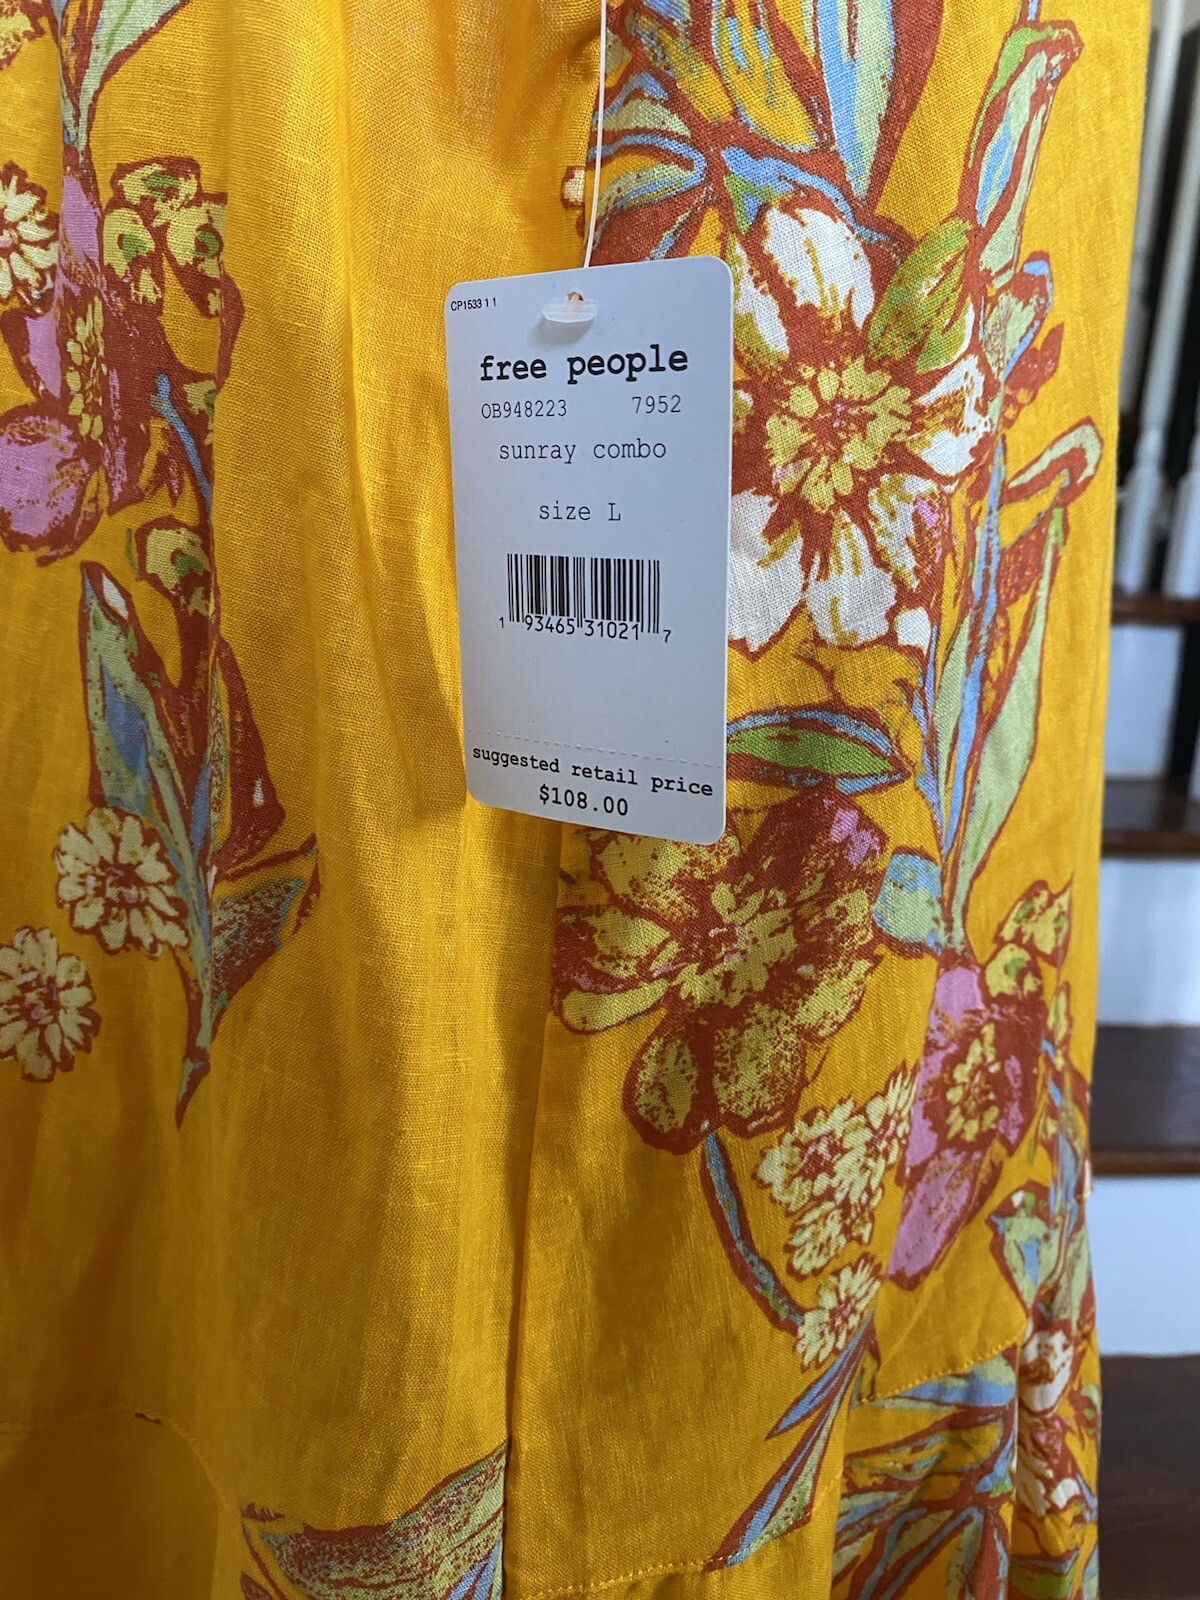 CP1533 1 1
free people
OB948223 7952
sunray combo
size L
1 93465 31021 7
suggested retail price
$108.00